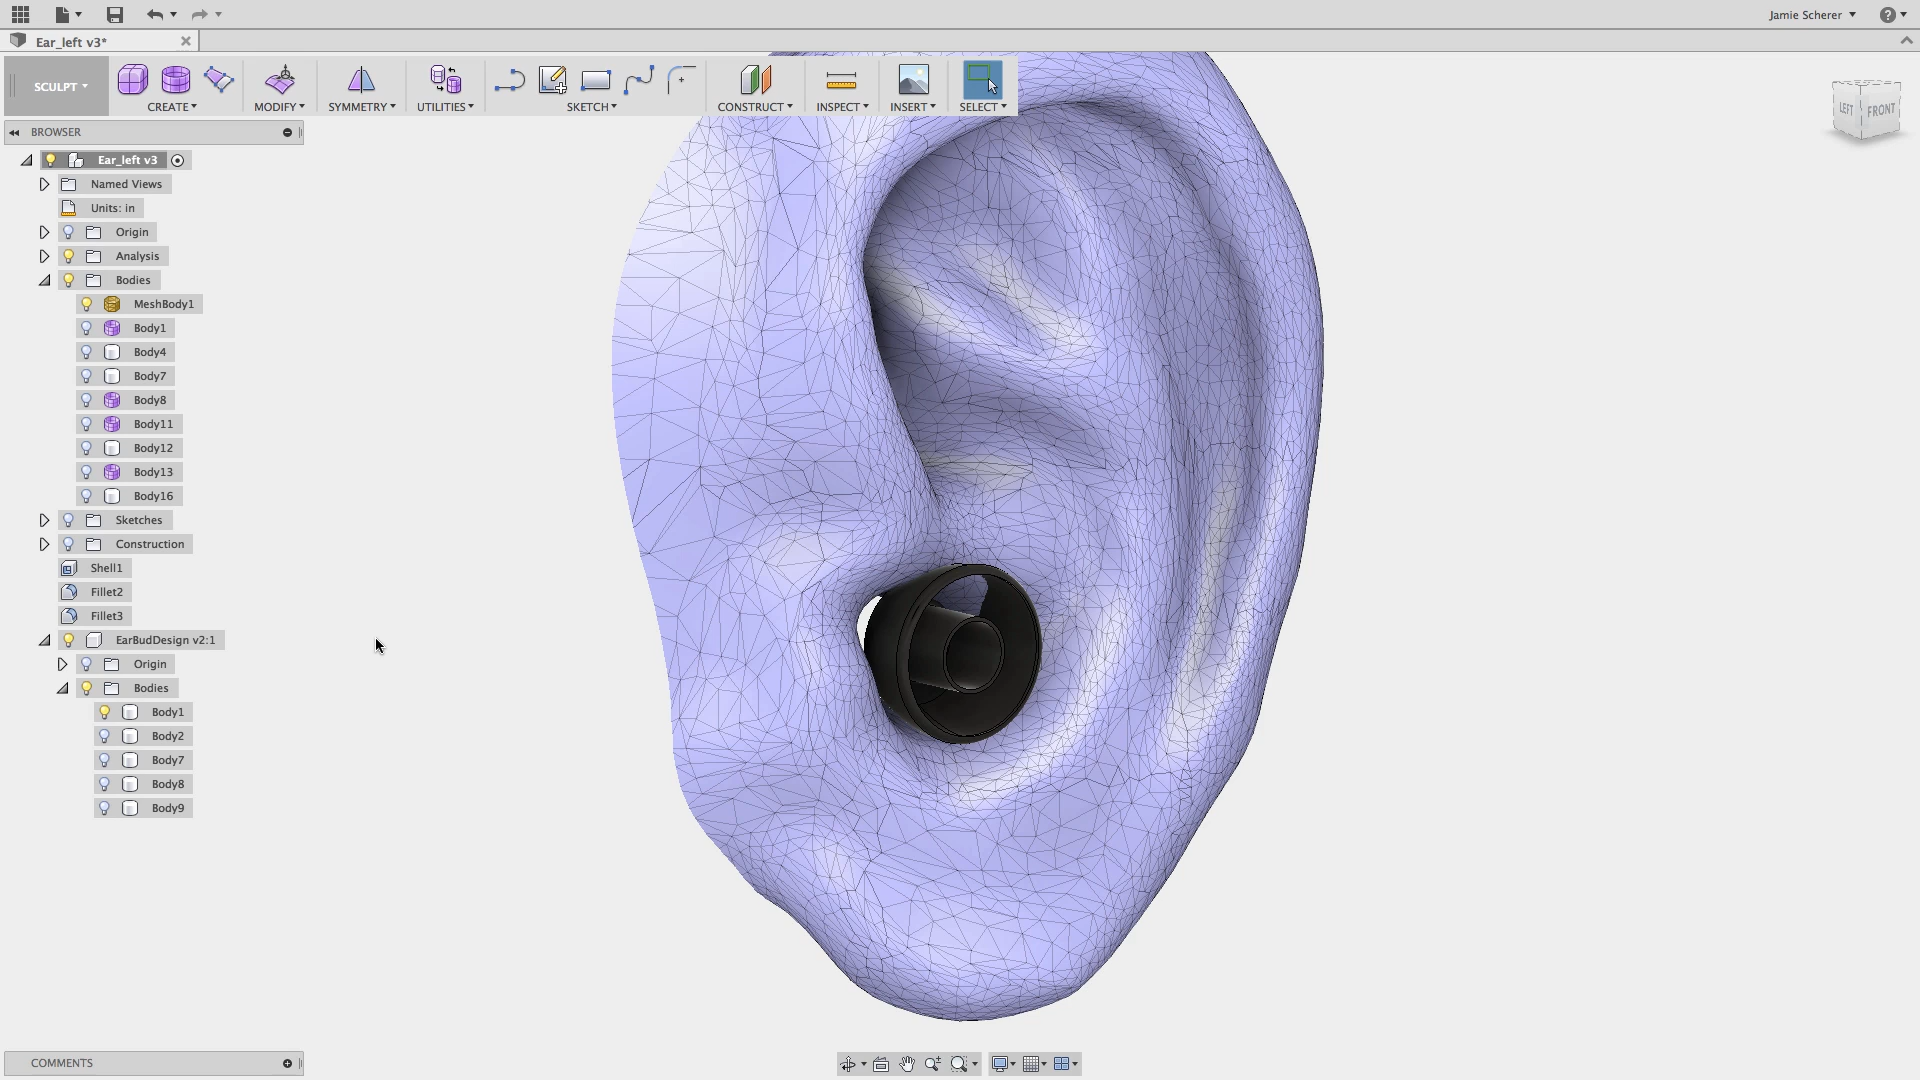 Jamie Scherer
Ear_left v3*
SCULPT
CREATE
MODIFY
SYMMETRY
UTILITIES
SKETCH
CONSTRUCT
INSPECT
INSERT
SELECT
LEFT
FRONT
BROWSER
Ear_left v3
Named Views
Units: in
Origin
Analysis
Bodies
MeshBody1
Body1
Body4
Body7
Body8
Body11
Body12
Body13
Body16
Sketches
Construction
Shell1
Fillet2
Fillet3
EarBudDesign v2:1
Origin
Bodies
Body1
Body2
Body7
Body8
Body9
COMMENTS